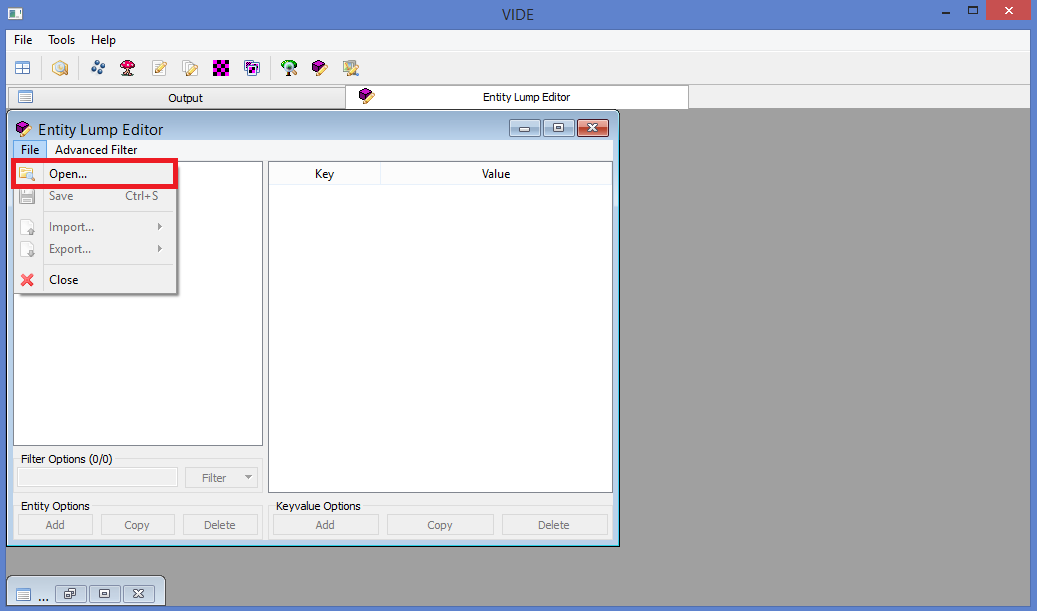 VIDE
File Tools Help
Output Entity Lump Editor
Entity Lump Editor
File Advanced Filter
Open...
Save Ctrl+S
Import...
Export...
Close
Key Value
Filter Options (0/0)
Filter
Entity Options Keyvalue Options
Add Copy Delete Add Copy Delete
...